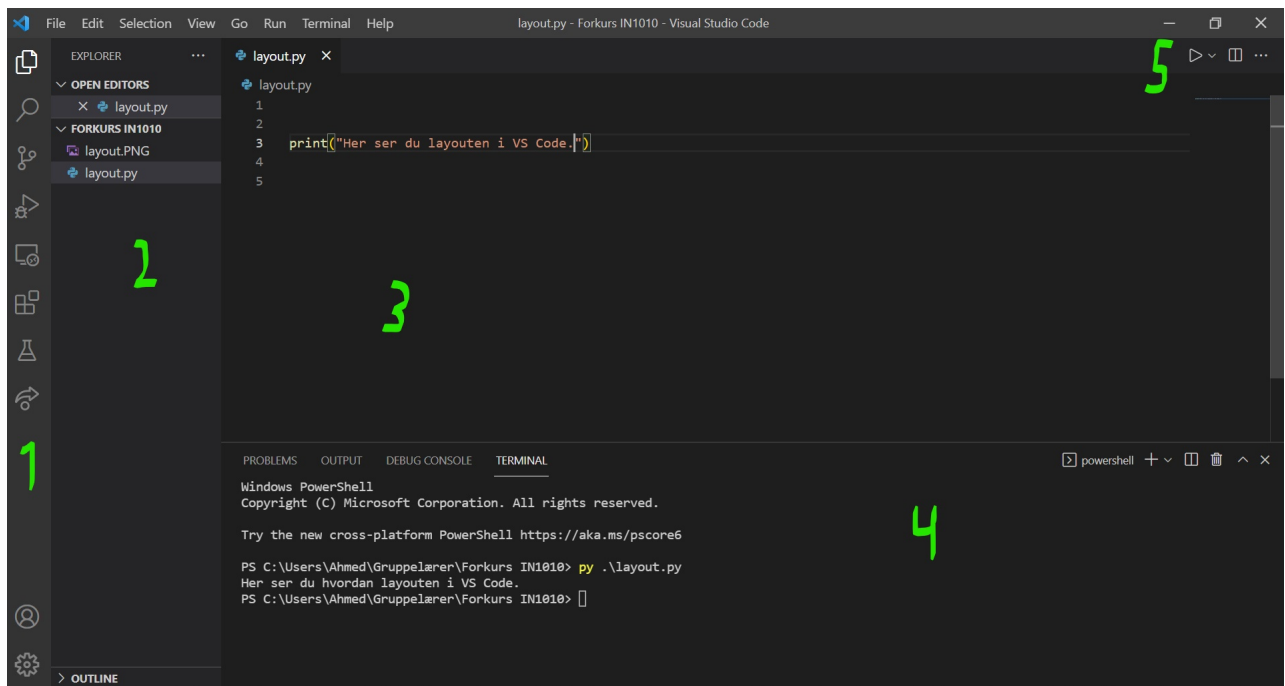 File Edit Selection View Go Run Terminal Help layout.py - Forkurs IN1010 - Visual Studio Code
EXPLORER
OPEN EDITORS
layout.py
FORKURS IN1010
layout.PNG
layout.py
2
1
OUTLINE
layout.py
5
layout.py
1
2
3 print("Her ser du layouten i VS Code.")
4
5
3
PROBLEMS OUTPUT DEBUG CONSOLE TERMINAL powershell
Windows PowerShell
Copyright (C) Microsoft Corporation. All rights reserved.
Try the new cross-platform PowerShell https://aka.ms/pscore6
PS C:\Users\Ahmed\Gruppelærer\Forkurs IN1010> py .\layout.py
Her ser du hvordan layouten i VS Code.
PS C:\Users\Ahmed\Gruppelærer\Forkurs IN1010>
4